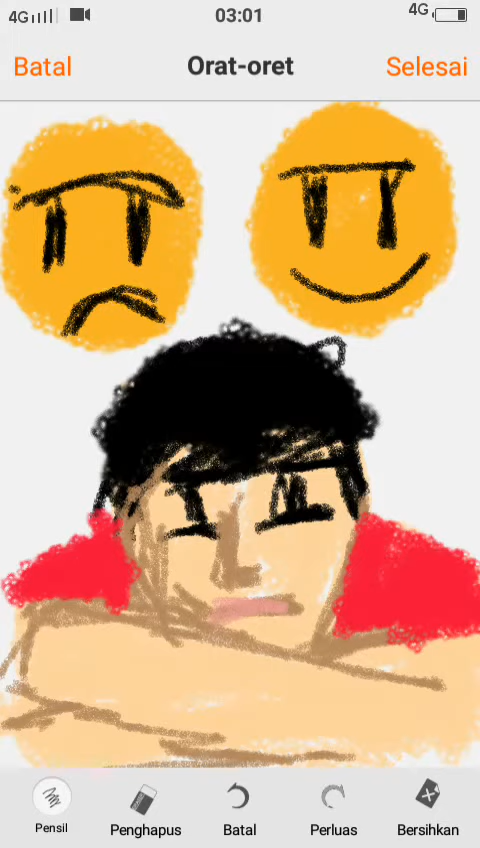 4G 03:01 4G
Batal Orat-oret Selesai
Pensil Penghapus Batal Perluas Bersihkan